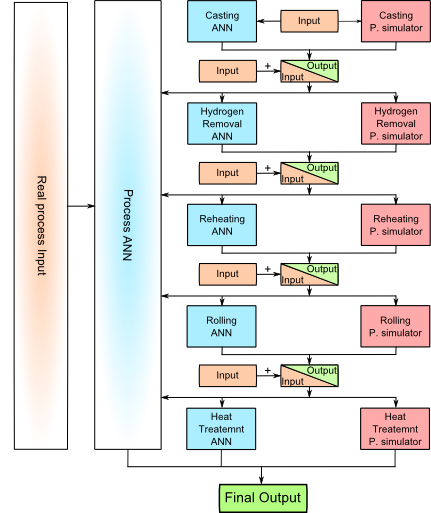 Real process Input
Process ANN
Casting
ANN
Input
Casting
P. simulator
Input
+
Output
Input
Hydrogen
Removal
ANN
Hydrogen
Removal
P. simulator
Input
+
Output
Input
Reheating
ANN
Reheating
P. simulator
Input
+
Output
Input
Rolling
ANN
Rolling
P. simulator
Input
+
Output
Input
Heat
Treatemnt
ANN
Heat
Treatemnt
P. simulator
Final Output